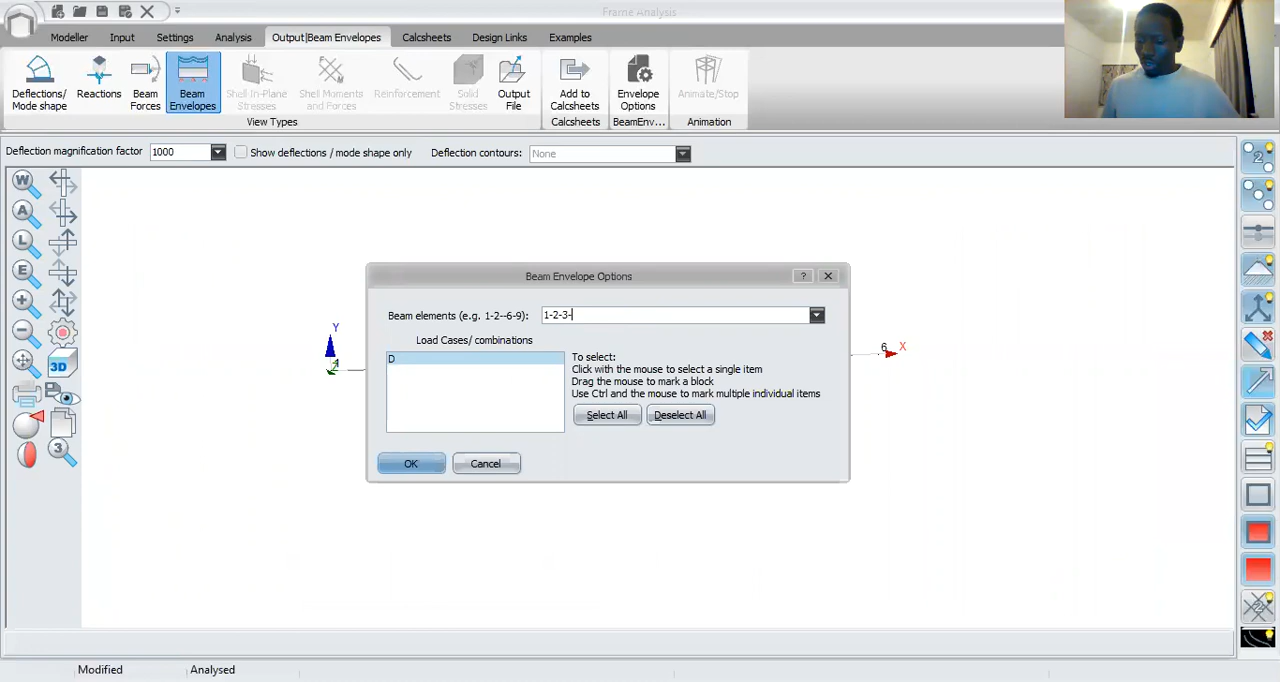 Frame Analysis
Modeller Input Settings Analysis Output|Beam Envelopes Calcsheets Design Links Examples
Deflections/ Mode shape
Reactions
Beam Forces
Beam Envelopes
Shell In-Plane Stresses
Shell Moments and Forces
Reinforcement
Solid Stresses
Output File
Add to Calcsheets
Envelope Options
Animate/Stop
View Types Calcsheets BeamEnv... Animation
Deflection magnification factor 1000 Show deflections / mode shape only Deflection contours: None
W
A
L
E
3D
3
2
2
Beam Envelope Options ? ×
Beam elements (e.g. 1-2--6-9): 1-2-3-
Load Cases/ combinations
D
To select:
Click with the mouse to select a single item
Drag the mouse to mark a block
Use Ctrl and the mouse to mark multiple individual items
Select All Deselect All
OK Cancel
Y
6 X
Modified Analysed